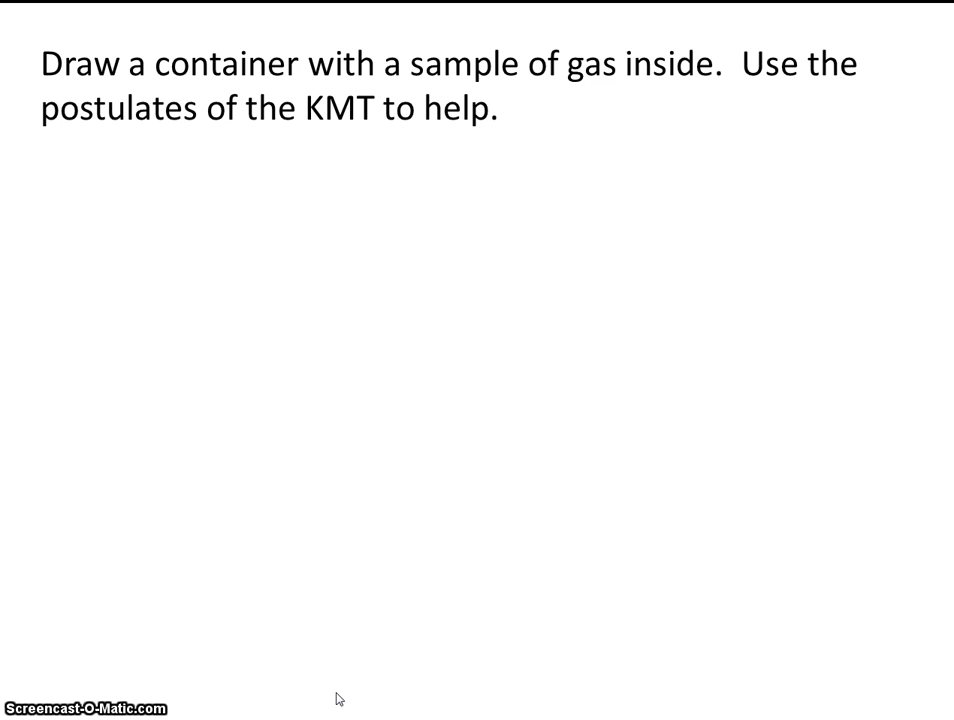 Draw a container with a sample of gas inside.  Use the
postulates of the KMT to help.
Screencast-O-Matic.com